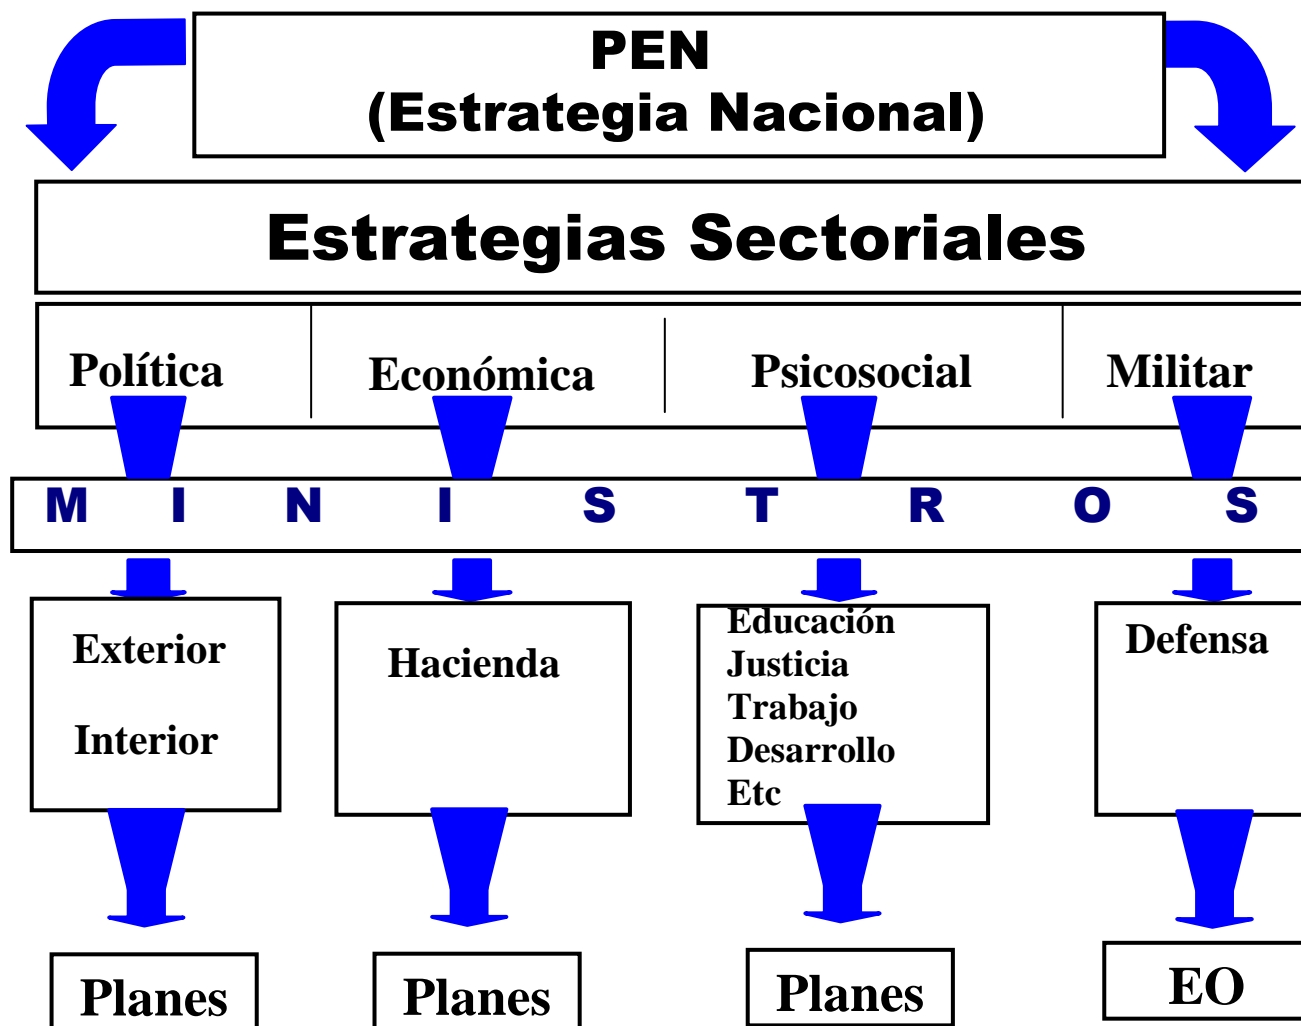 PEN
(Estrategia Nacional)
Estrategias Sectoriales
Política Económica Psicosocial Militar
M I N I S T R O S
Exterior
Interior
Hacienda
Educación
Justicia
Trabajo
Desarrollo
Etc
Defensa
Planes Planes Planes EO